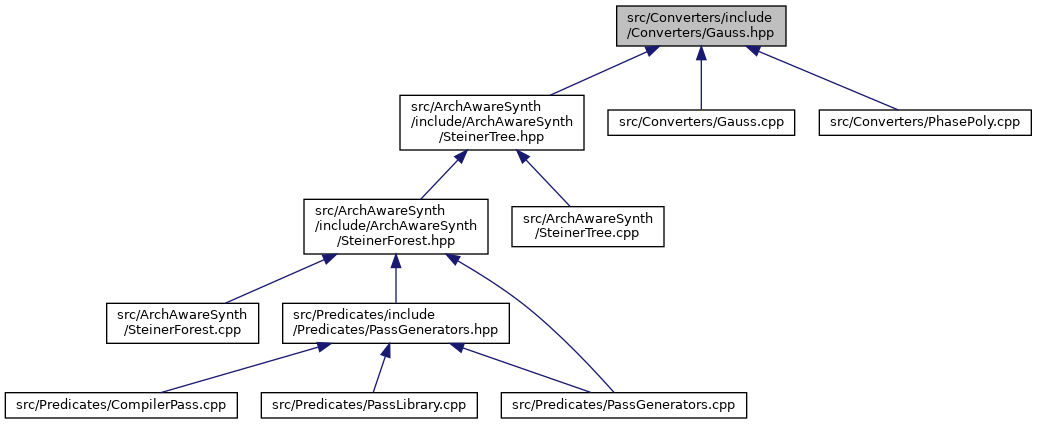 src/Converters/include
/Converters/Gauss.hpp
src/ArchAwareSynth
/include/ArchAwareSynth
/SteinerTree.hpp
src/Converters/Gauss.cpp
src/Converters/PhasePoly.cpp
src/ArchAwareSynth
/include/ArchAwareSynth
/SteinerForest.hpp
src/ArchAwareSynth
/SteinerTree.cpp
src/ArchAwareSynth
/SteinerForest.cpp
src/Predicates/include
/Predicates/PassGenerators.hpp
src/Predicates/CompilerPass.cpp
src/Predicates/PassLibrary.cpp
src/Predicates/PassGenerators.cpp